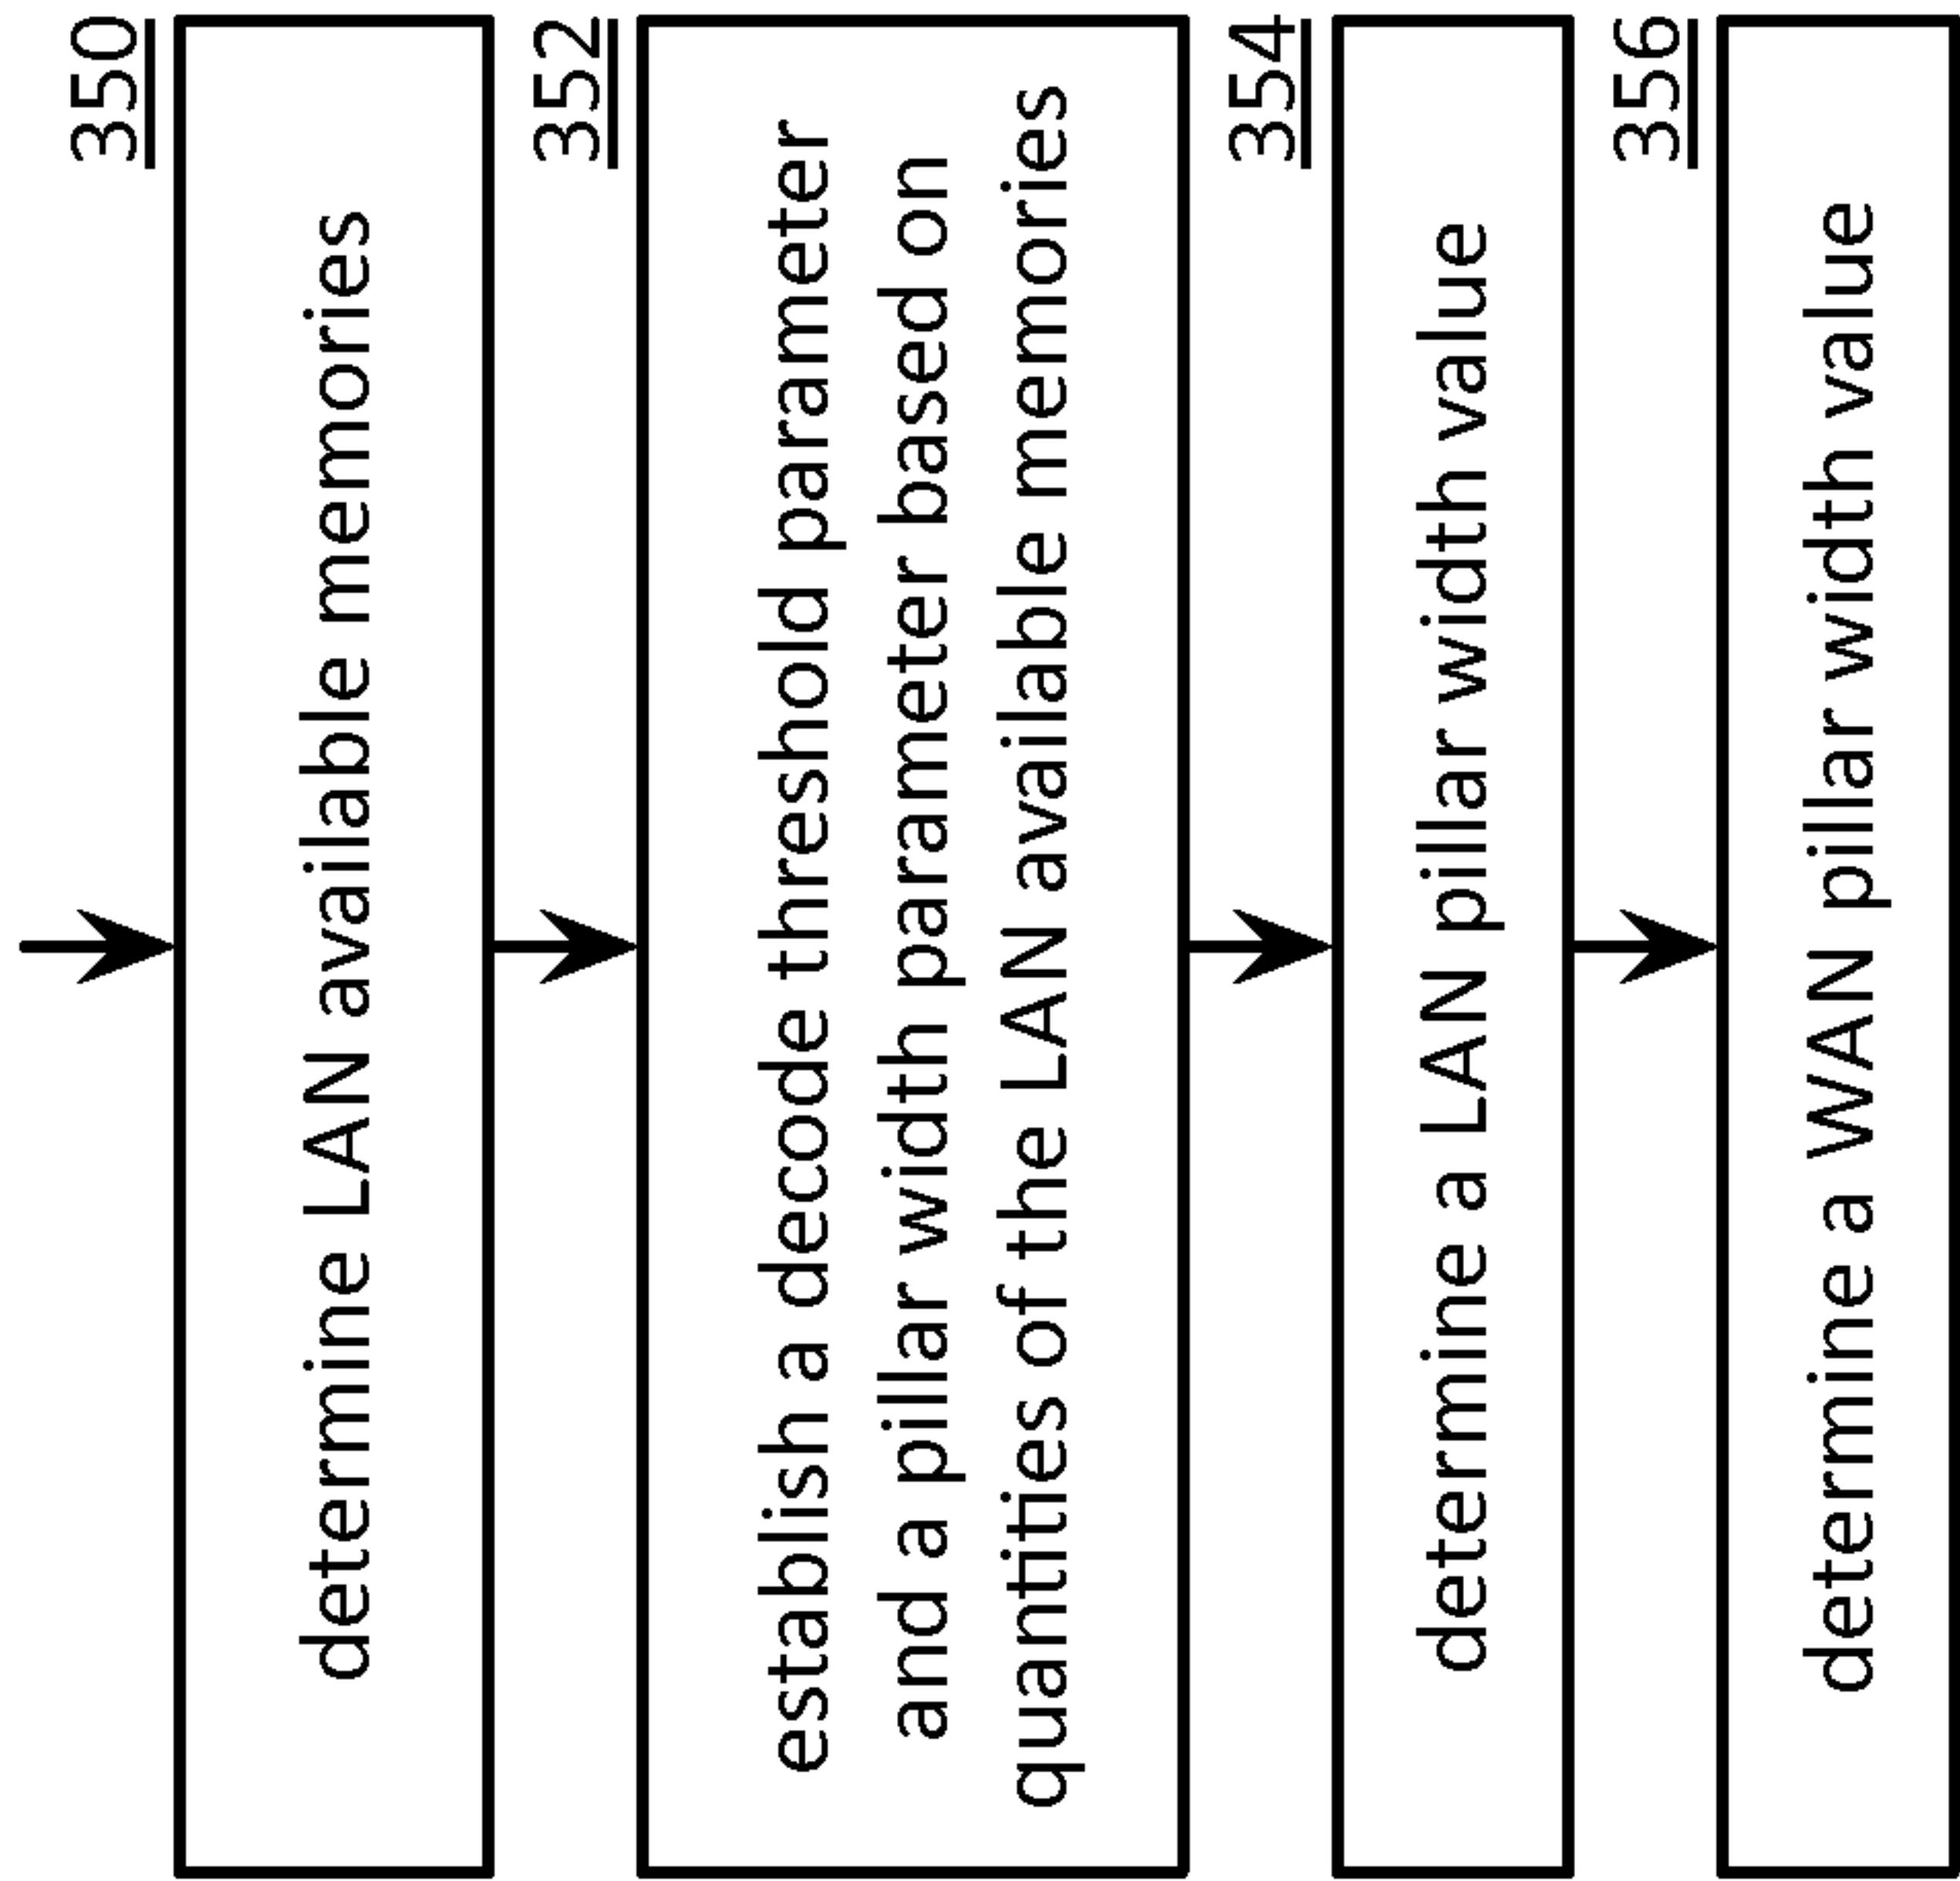 350
determine LAN available memories
352
establish a decode threshold parameter
and a pillar width parameter based on
quantities of the LAN available memories
354
determine a LAN pillar width value
356
determine a WAN pillar width value